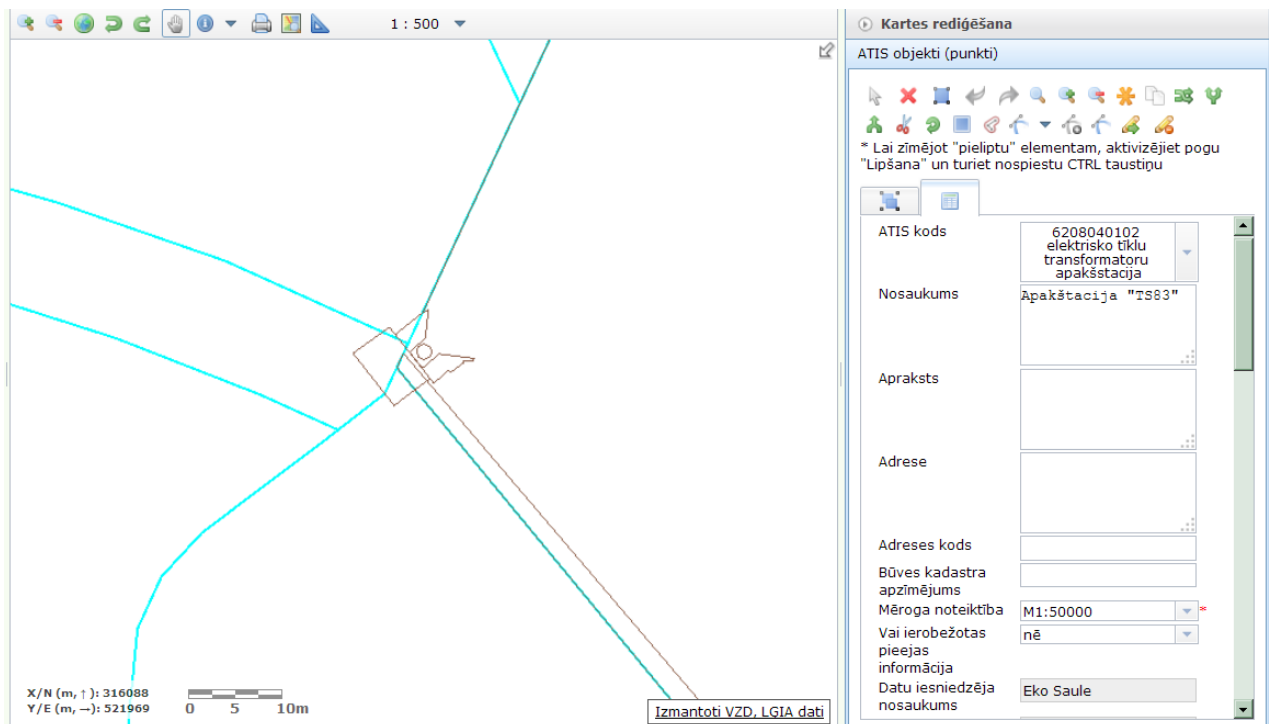 1 : 500
X/N (m, ↑ ): 316088
Y/E (m, →): 521969
0 5 10m
Izmantoti VZD, LGIA dati
Kartes rediģēšana
ATIS objekti (punkti)
* Lai zīmējot "pieliptu" elementam, aktivizējiet pogu
"Lipšana" un turiet nospiestu CTRL taustiņu
ATIS kods
6208040102
elektrisko tīklu
transformatoru
apakšstacija
Nosaukums
Apakštacija "TS83"
Apraksts
Adrese
Adreses kods
Būves kadastra
apzīmējums
Mēroga noteiktība
M1:50000
*
Vai ierobežotas
pieejas
informācija
nē
Datu iesniedzēja
nosaukums
Eko Saule